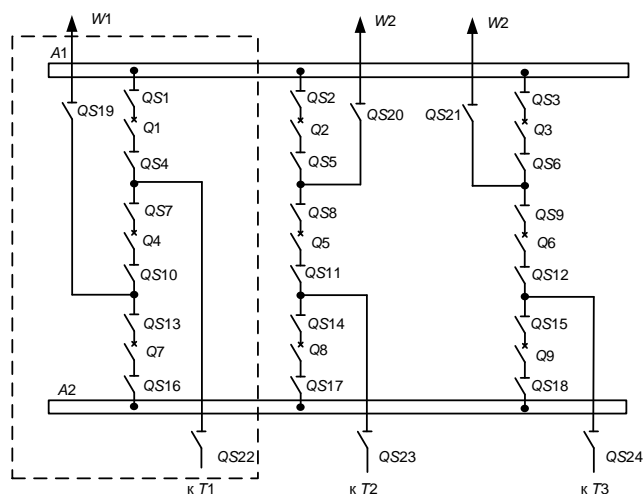 W1 W2 W2
A1
QS1 QS2 QS3
QS19 Q1 Q2 QS20 QS21 Q3
QS4 QS5 QS6
QS7 QS8 QS9
Q4 Q5 Q6
QS10 QS11 QS12
QS13 QS14 QS15
Q7 Q8 Q9
QS16 QS17 QS18
A2
QS22 QS23 QS24
к T1 к T2 к T3